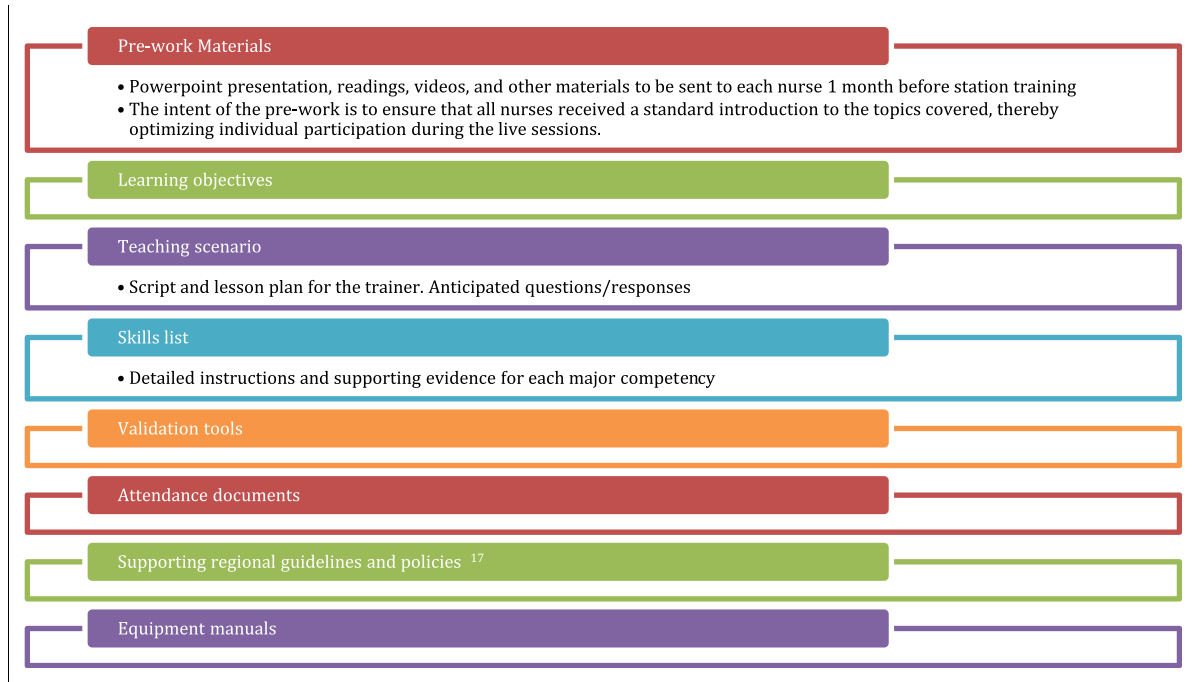 Pre-work Materials
• Powerpoint presentation, readings, videos, and other materials to be sent to each nurse 1 month before station training
• The intent of the pre-work is to ensure that all nurses received a standard introduction to the topics covered, thereby
optimizing individual participation during the live sessions.
Learning objectives
Teaching scenario
• Script and lesson plan for the trainer. Anticipated questions/responses
Skills list
• Detailed instructions and supporting evidence for each major competency
Validation tools
Attendance documents
Supporting regional guidelines and policies 17
Equipment manuals